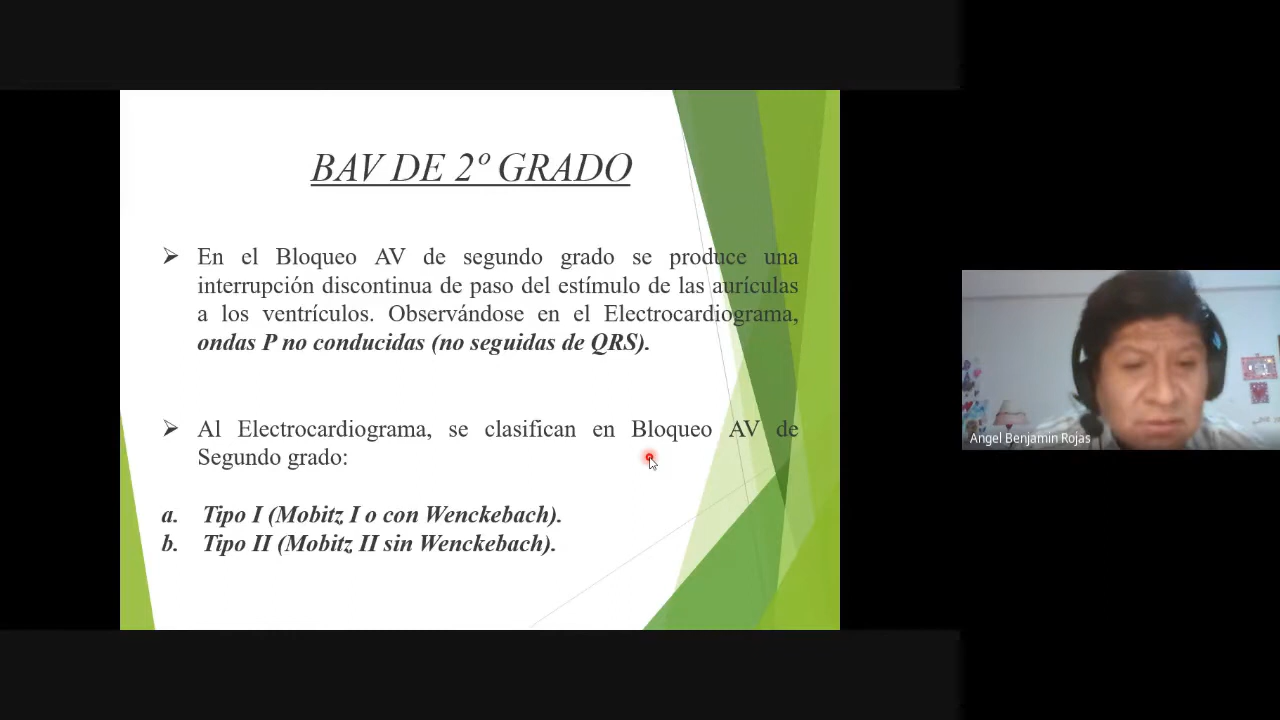 BAV DE 2º GRADO
➢ En el Bloqueo AV de segundo grado se produce una
interrupción discontinua de paso del estímulo de las aurículas
a los ventrículos. Observándose en el Electrocardiograma,
ondas P no conducidas (no seguidas de QRS).
➢ Al Electrocardiograma, se clasifican en Bloqueo AV de
Segundo grado:
a. Tipo I (Mobitz I o con Wenckebach).
b. Tipo II (Mobitz II sin Wenckebach).
Angel Benjamin Rojas